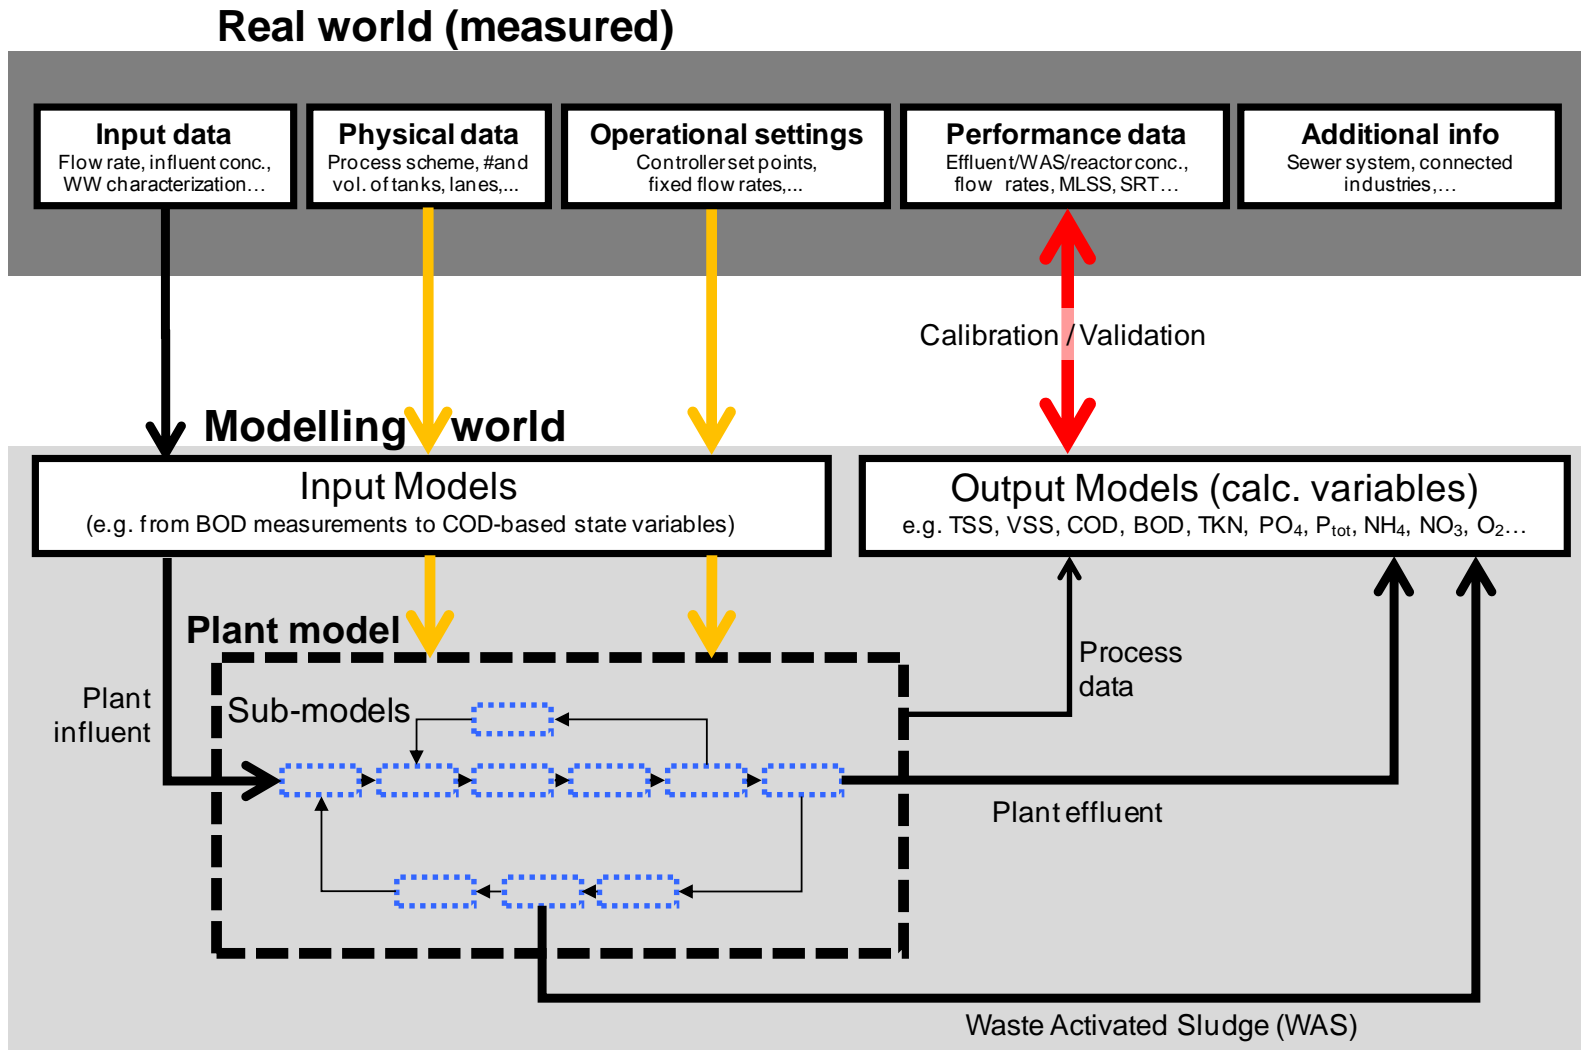 Real world (measured)
Input data
Flow rate, influent conc.,
WW characterization…
Physical data
Process scheme, #and
vol. of tanks, lanes,...
Operational settings
Controller set points,
fixed flow rates,...
Performance data
Effluent/WAS/reactor conc.,
flow rates, MLSS, SRT…
Additional info
Sewer system, connected
industries,…
Calibration / Validation
Modelling world
Input Models
(e.g. from BOD measurements to COD-based state variables)
Output Models (calc. variables)
e.g. TSS, VSS, COD, BOD, TKN, PO₄, Pₜₒₜ, NH₄, NO₃, O₂…
Plant model
Process
data
Plant
influent
Sub-models
Plant effluent
Waste Activated Sludge (WAS)